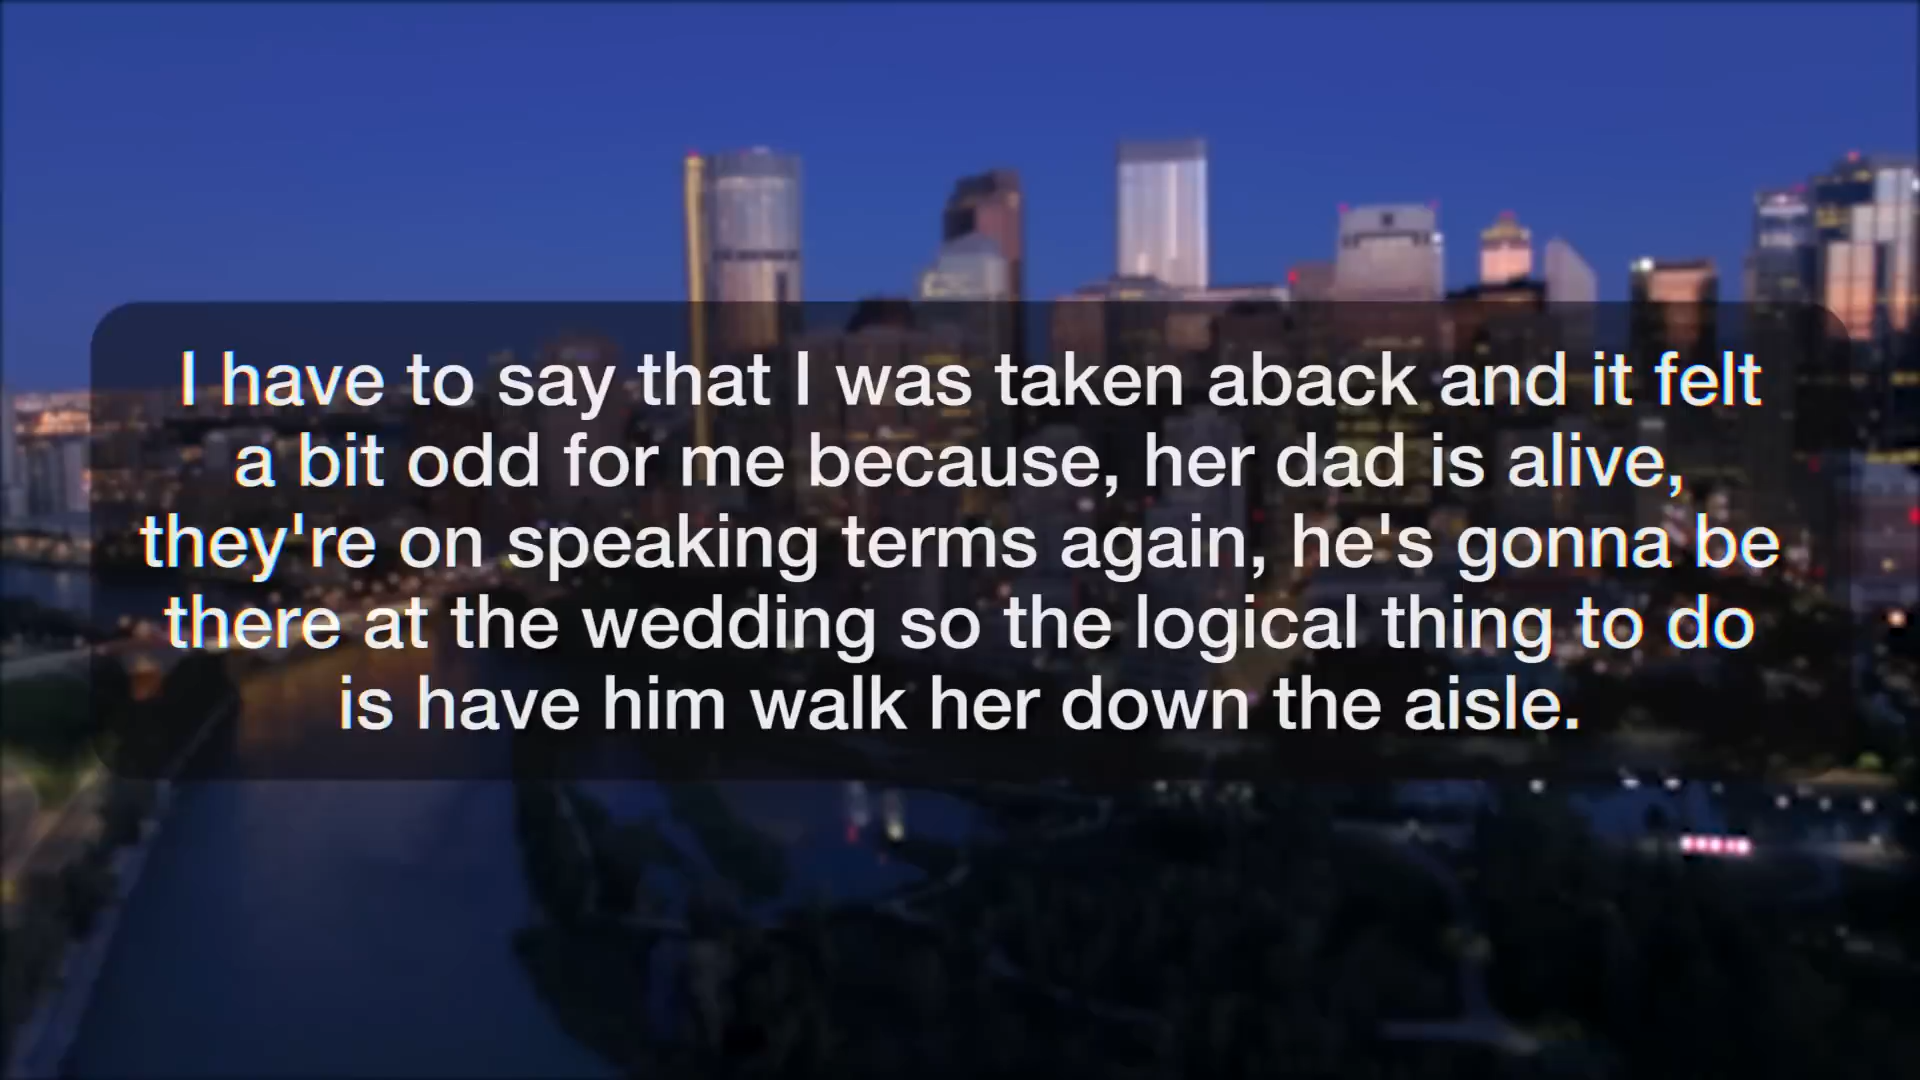 I have to say that I was taken aback and it felt
a bit odd for me because, her dad is alive,
they're on speaking terms again, he's gonna be
there at the wedding so the logical thing to do
is have him walk her down the aisle.